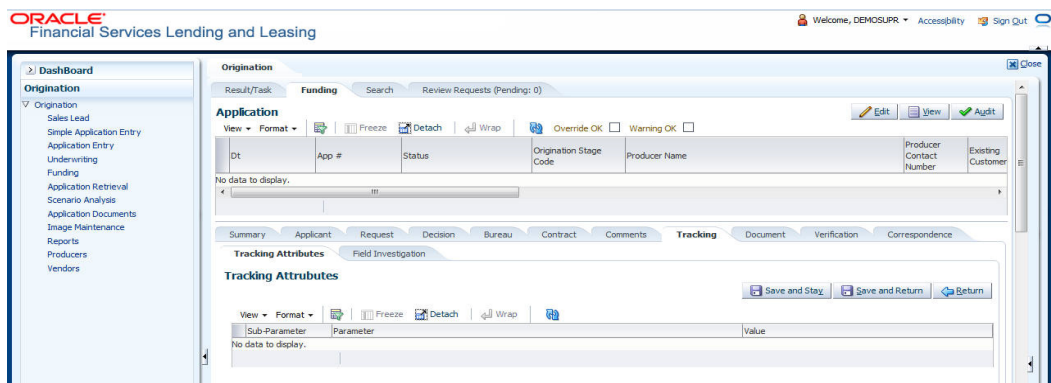 ORACLE®
Financial Services Lending and Leasing
Welcome, DEMOSUPR Accessibility Sign Out
Close
DashBoard
Origination
Origination
Sales Lead
Simple Application Entry
Application Entry
Underwriting
Funding
Application Retrieval
Scenario Analysis
Application Documents
Image Maintenance
Reports
Producers
Vendors
Origination
Result/Task Funding Search Review Requests (Pending: 0)
Application
Edit View Audit
View Format Freeze Detach Wrap Override OK Warning OK
Dt App # Status Origination Stage Code Producer Name Producer Contact Number Existing Customer
No data to display.
Summary Applicant Request Decision Bureau Contract Comments Tracking Document Verification Correspondence
Tracking Attributes Field Investigation
Tracking Attrubutes
Save and Stay Save and Return Return
View Format Freeze Detach Wrap
Sub-Parameter Parameter Value
No data to display.